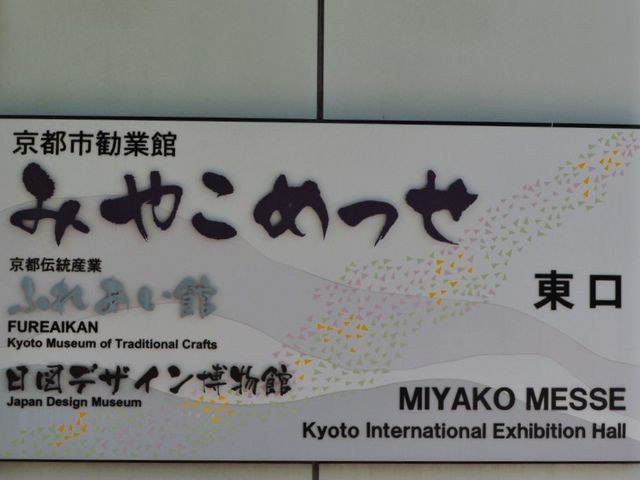 京都市勧業館
みやこめっせ
京都伝統産業
ふれあい館
FUREAIKAN
Kyoto Museum of Traditional Crafts
日図デザイン博物館
Japan Design Museum
東口
MIYAKO MESSE
Kyoto International Exhibition Hall